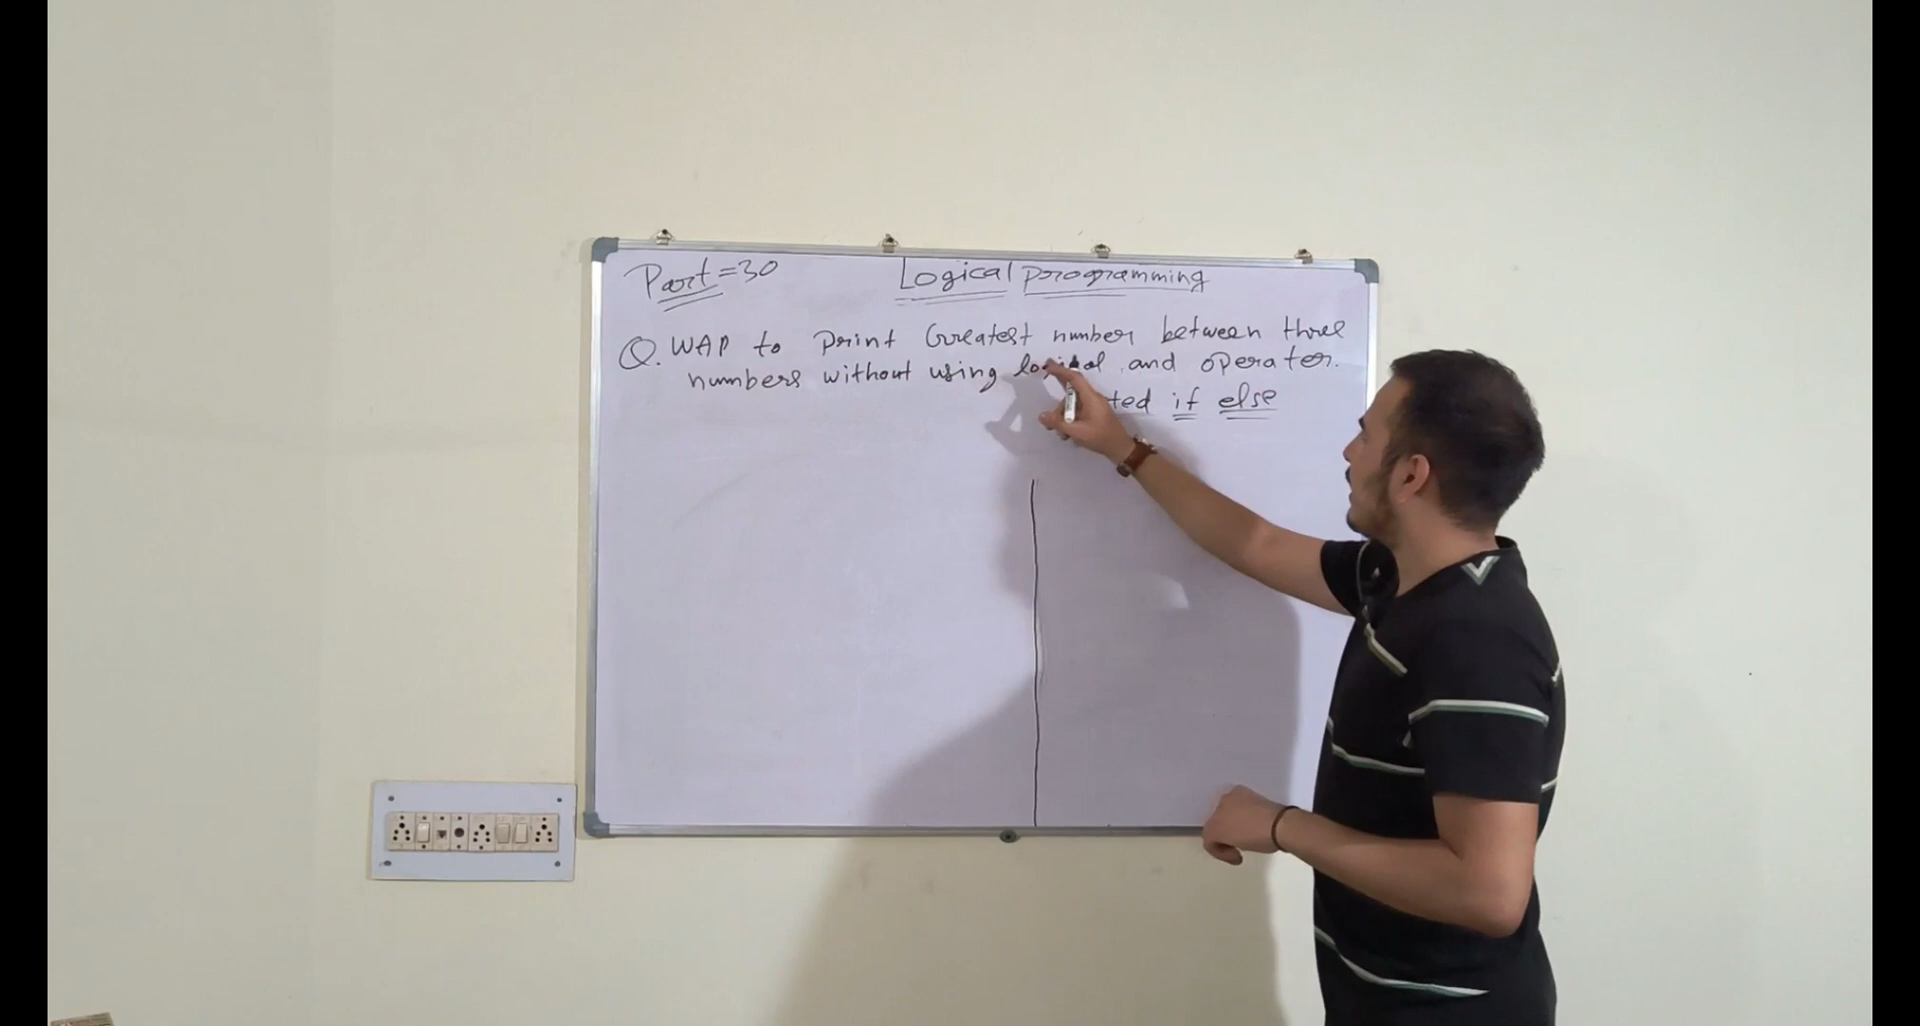 Part=30
Logical programming
Q. WAP to print Greatest number between three
numbers without using logical and operator.
if else